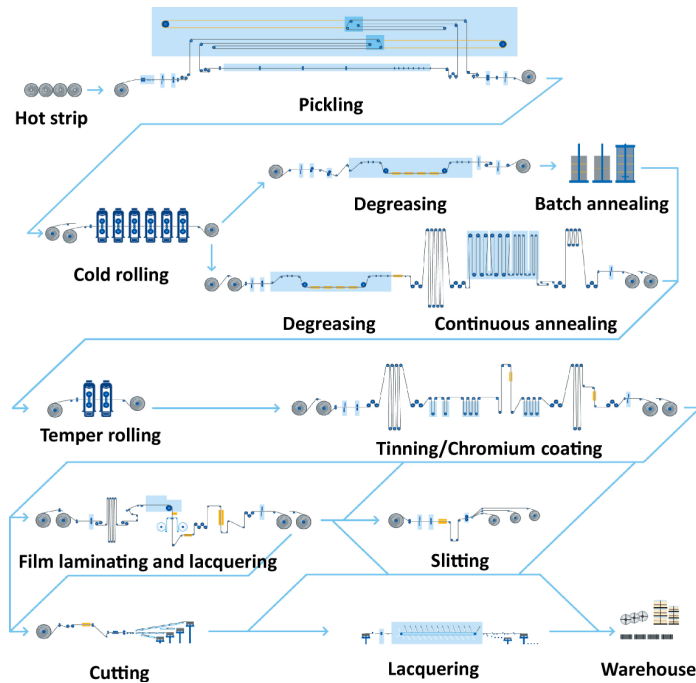 Hot strip
Pickling
Degreasing
Batch annealing
Cold rolling
Degreasing
Continuous annealing
Temper rolling
Tinning/Chromium coating
Film laminating and lacquering
Slitting
Cutting
Lacquering
Warehouse